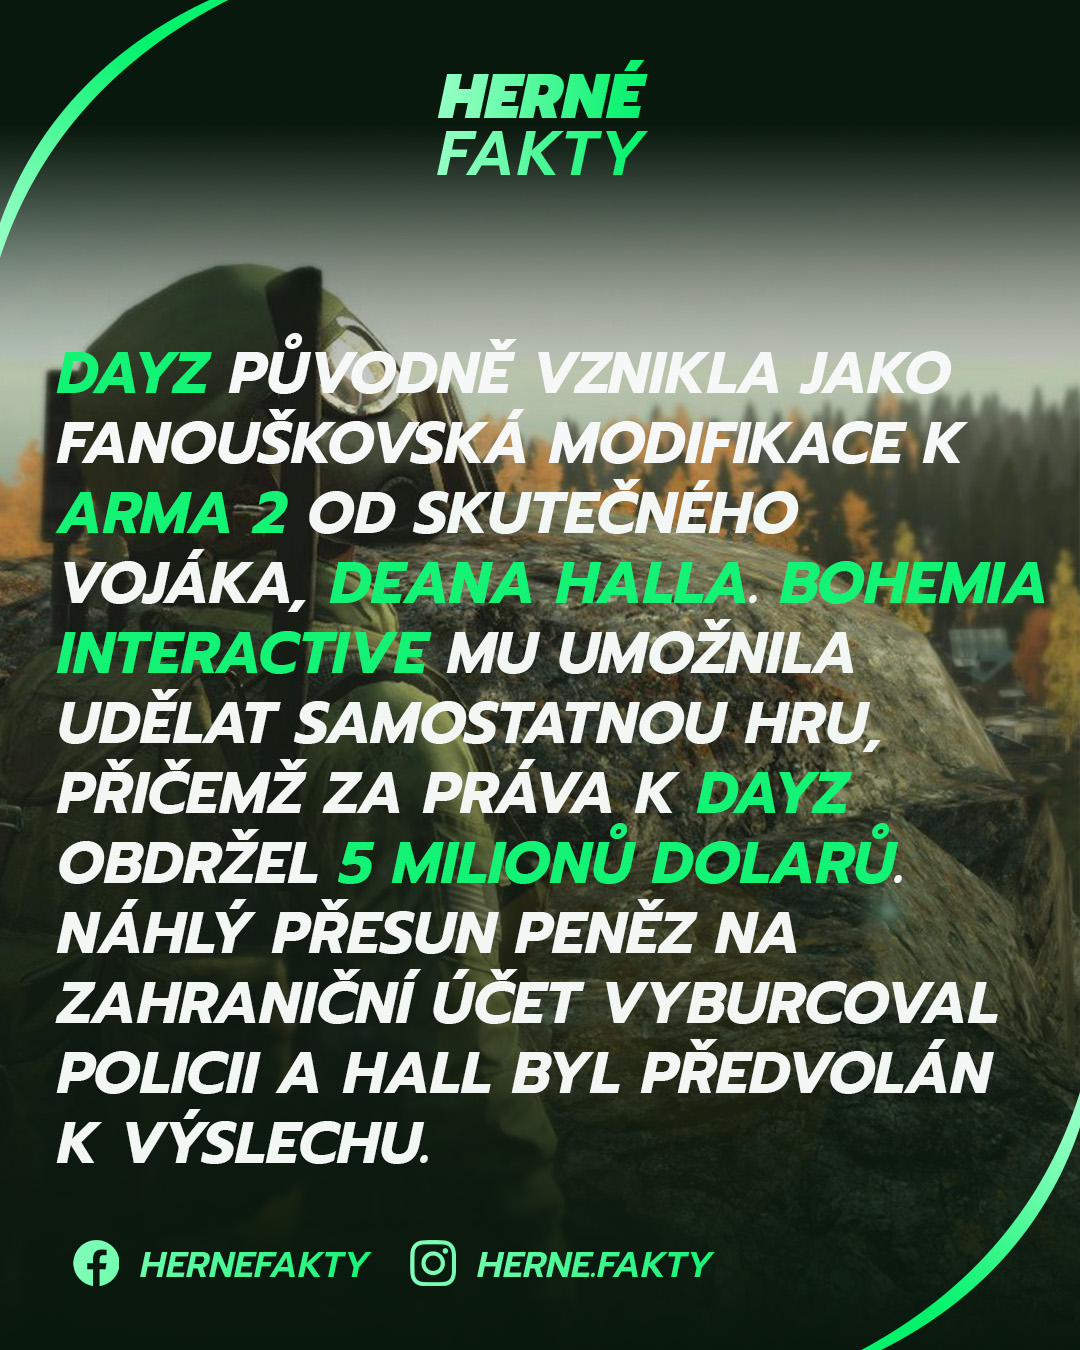 HERNÉ
FAKTY
DAYZ PŮVODNĚ VZNIKLA JAKO
FANOUŠKOVSKÁ MODIFIKACE K
ARMA 2 OD SKUTEČNÉHO
VOJÁKA, DEANA HALLA. BOHEMIA
INTERACTIVE MU UMOŽNILA
UDĚLAT SAMOSTATNOU HRU,
PŘIČEMŽ ZA PRÁVA K DAYZ
OBDRŽEL 5 MILIONŮ DOLARŮ.
NÁHLÝ PŘESUN PENĚZ NA
ZAHRANIČNÍ ÚČET VYBURCOVAL
POLICII A HALL BYL PŘEDVOLÁN
K VÝSLECHU.
HERNEFAKTY HERNE.FAKTY